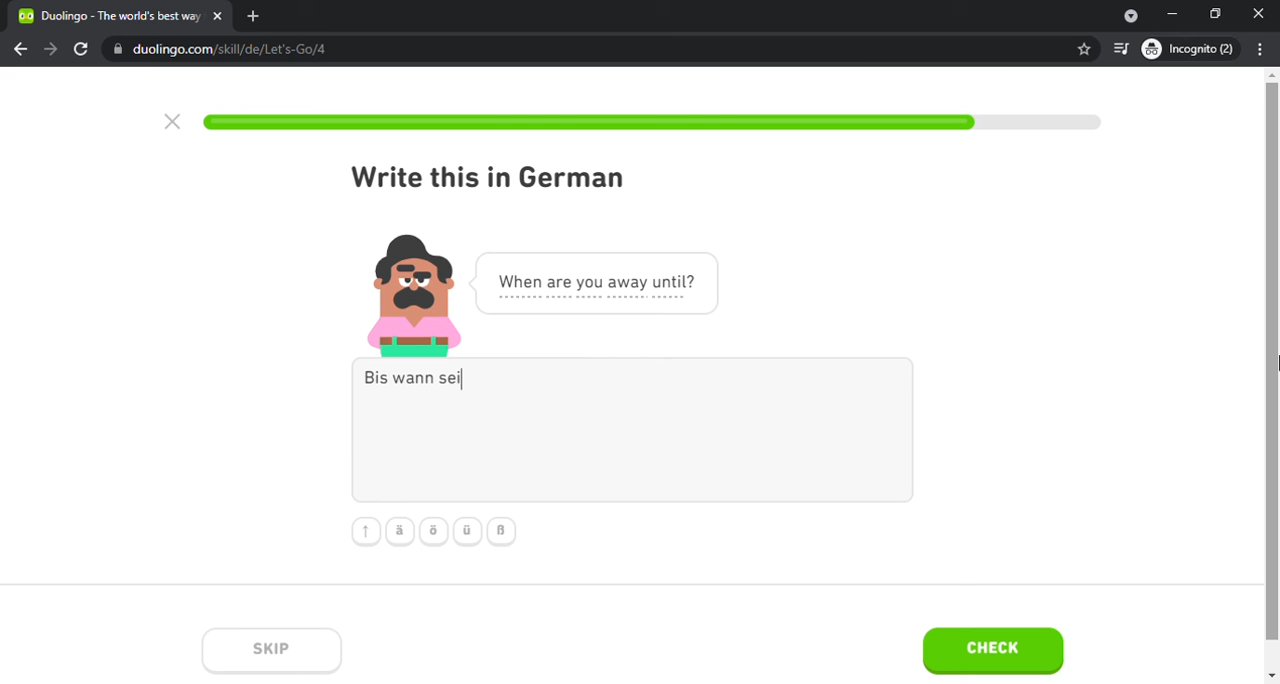 Duolingo - The world's best way
duolingo.com/skill/de/Let's-Go/4
Incognito (2)
Write this in German
When are you away until?
Bis wann sei
↑ ä ö ü ß
SKIP
CHECK